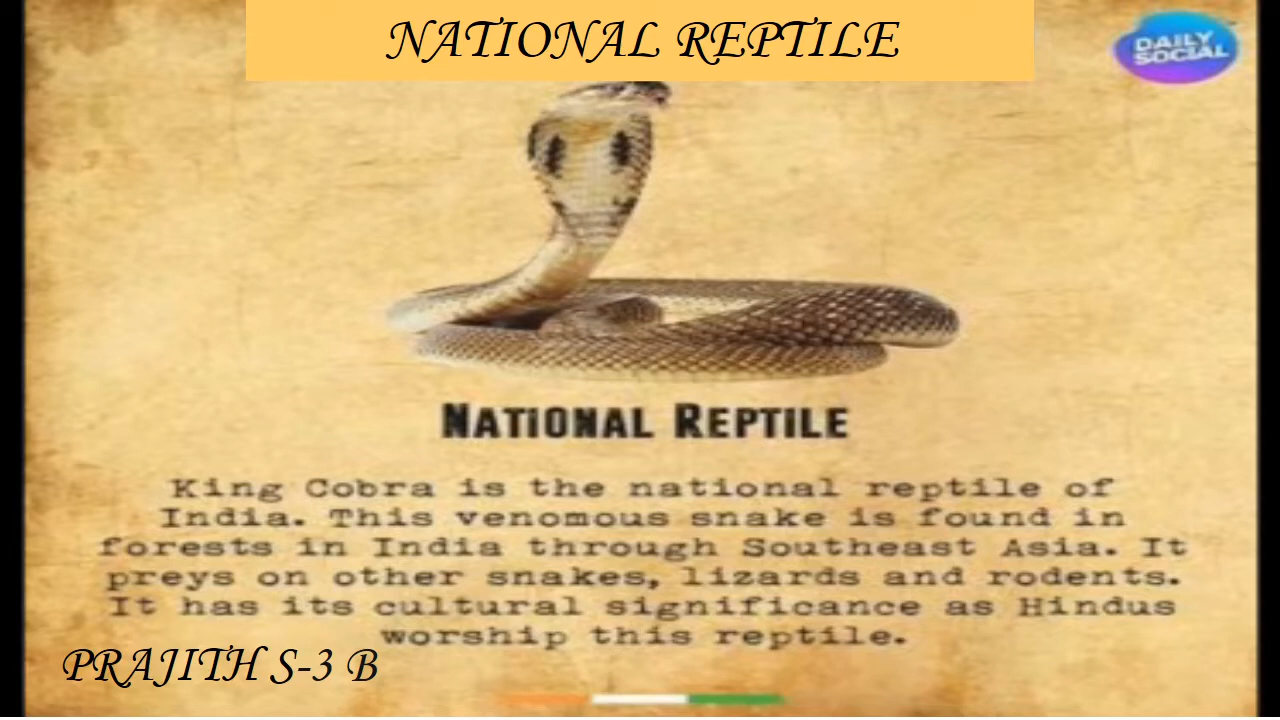 NATIONAL REPTILE
DAILY
SOCIAL
NATIONAL REPTILE
King Cobra is the national reptile of
India. This venomous snake is found in
forests in India through Southeast Asia. It
preys on other snakes, lizards and rodents.
It has its cultural significance as Hindus
worship this reptile.
PRAJITH S-3 B